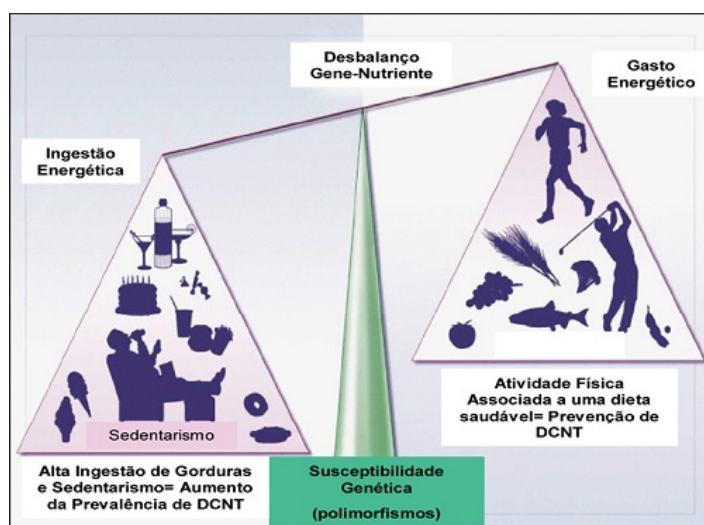 Desbalanço
Gene-Nutriente
Gasto
Energético
Ingestão
Energética
Sedentarismo
Atividade Física
Associada a uma dieta
saudável= Prevenção de
DCNT
Alta Ingestão de Gorduras
e Sedentarismo= Aumento
da Prevalência de DCNT
Susceptibilidade
Genética
(polimorfismos)